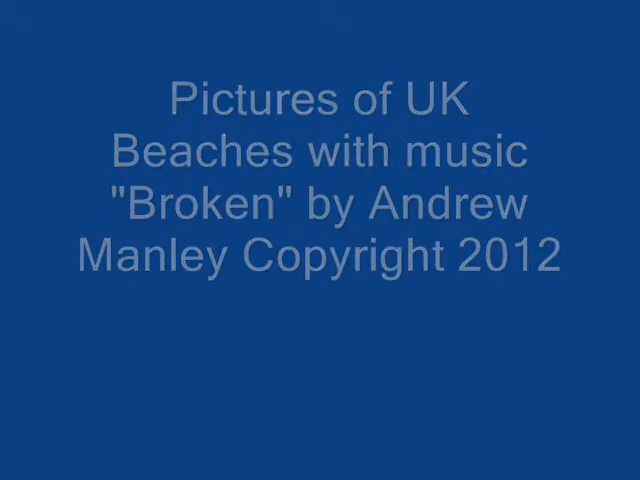 Pictures of UK
Beaches with music
"Broken" by Andrew
Manley Copyright 2012